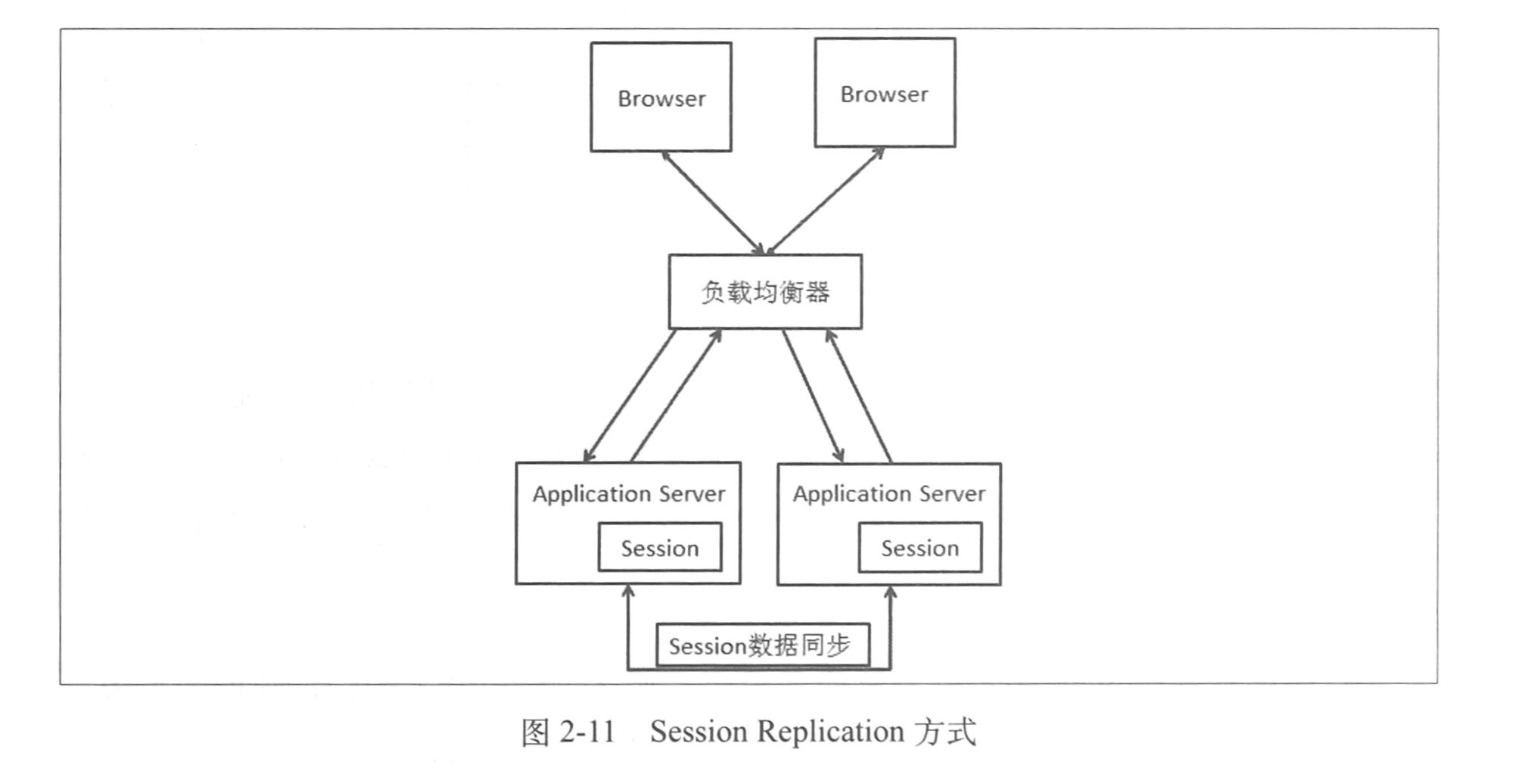 Browser
Browser
负载均衡器
Application Server
Session
Application Server
Session
Session数据同步
图 2-11 Session Replication 方式